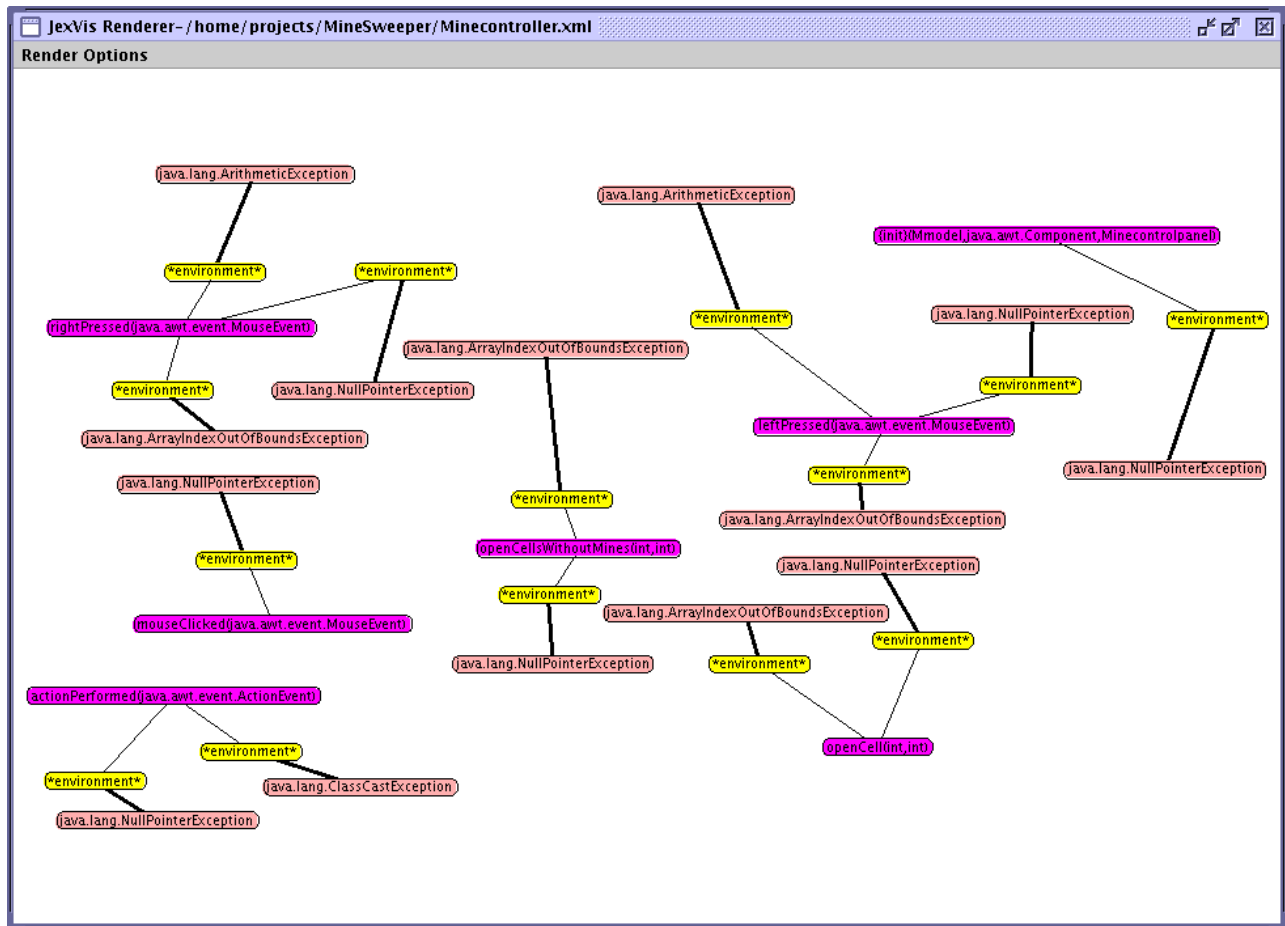 JexVis Renderer-/home/projects/MineSweeper/Minecontroller.xml
Render Options
java.lang.ArithmeticException
java.lang.ArithmeticException
(init)(Mmodel,java.awt.Component,Minecontrolpanel)
*environment*
*environment*
rightPressed(java.awt.event.MouseEvent)
*environment*
java.lang.NullPointerException
*environment*
java.lang.ArrayIndexOutOfBoundsException
*environment*
java.lang.NullPointerException
*environment*
leftPressed(java.awt.event.MouseEvent)
java.lang.ArrayIndexOutOfBoundsException
java.lang.NullPointerException
*environment*
java.lang.NullPointerException
*environment*
java.lang.ArrayIndexOutOfBoundsException
openCellsWithoutMines(int,int)
*environment*
java.lang.NullPointerException
*environment*
java.lang.ArrayIndexOutOfBoundsException
mouseClicked(java.awt.event.MouseEvent)
*environment*
java.lang.NullPointerException
*environment*
actionPerformed(java.awt.event.ActionEvent)
openCell(int,int)
*environment*
*environment*
java.lang.ClassCastException
java.lang.NullPointerException